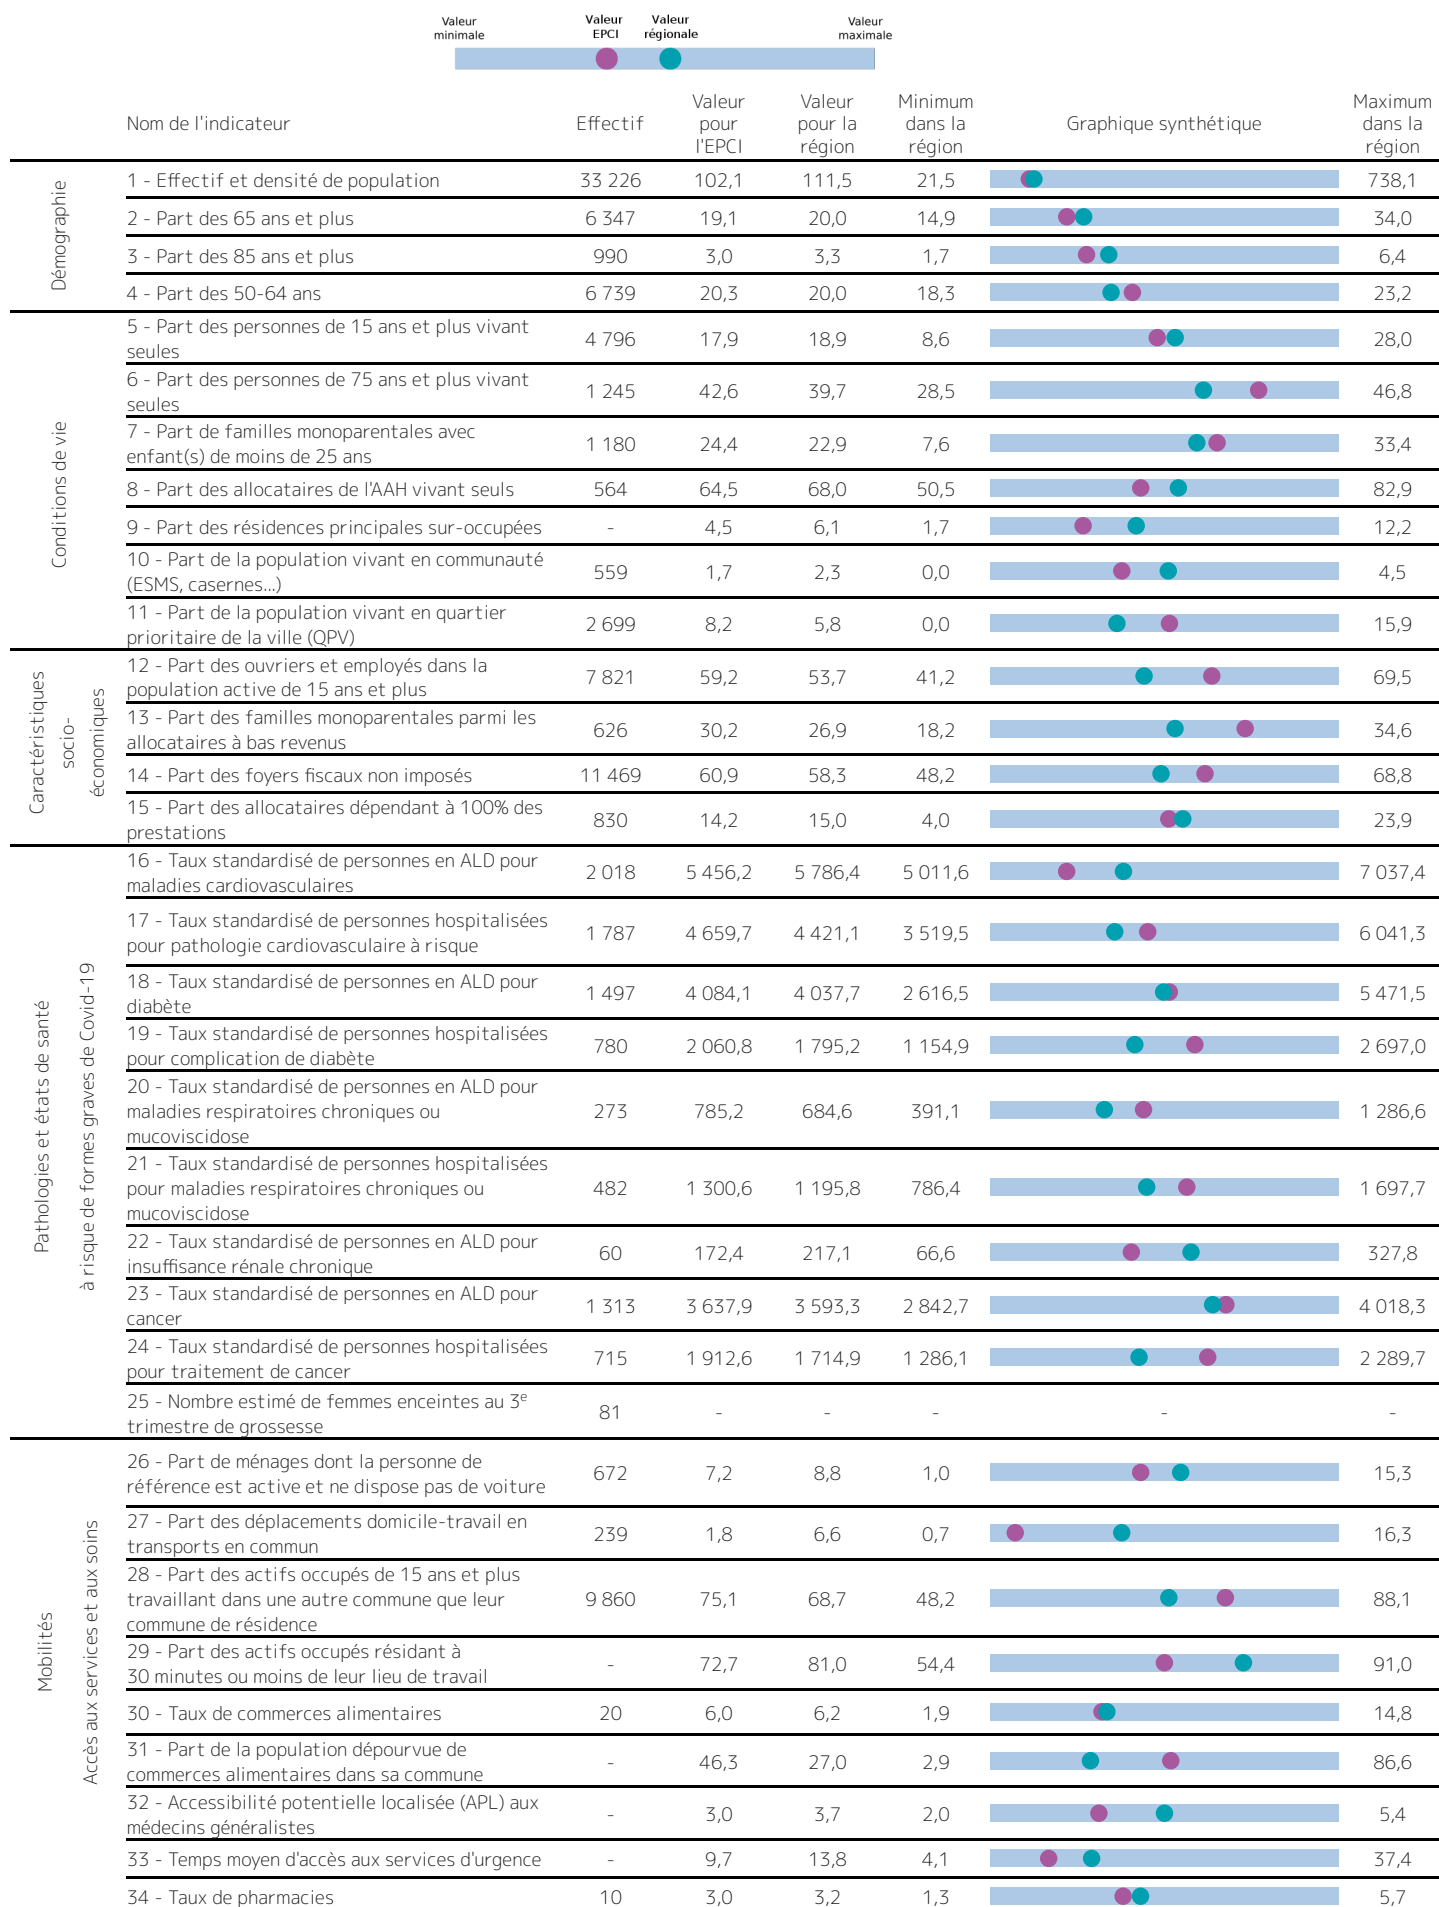 Valeur minimale
Valeur EPCI
Valeur régionale
Valeur maximale
Nom de l'indicateur
Effectif
Valeur pour l'EPCI
Valeur pour la région
Minimum dans la région
Graphique synthétique
Maximum dans la région
Démographie
1 - Effectif et densité de population 33 226 102,1 111,5 21,5 738,1
2 - Part des 65 ans et plus 6 347 19,1 20,0 14,9 34,0
3 - Part des 85 ans et plus 990 3,0 3,3 1,7 6,4
4 - Part des 50-64 ans 6 739 20,3 20,0 18,3 23,2
Conditions de vie
5 - Part des personnes de 15 ans et plus vivant
seules 4 796 17,9 18,9 8,6 28,0
6 - Part des personnes de 75 ans et plus vivant
seules 1 245 42,6 39,7 28,5 46,8
7 - Part de familles monoparentales avec
enfant(s) de moins de 25 ans 1 180 24,4 22,9 7,6 33,4
8 - Part des allocataires de l'AAH vivant seuls 564 64,5 68,0 50,5 82,9
9 - Part des résidences principales sur-occupées - 4,5 6,1 1,7 12,2
10 - Part de la population vivant en communauté
(ESMS, casernes...) 559 1,7 2,3 0,0 4,5
11 - Part de la population vivant en quartier
prioritaire de la ville (QPV) 2 699 8,2 5,8 0,0 15,9
Caractéristiques
socio-
économiques
12 - Part des ouvriers et employés dans la
population active de 15 ans et plus 7 821 59,2 53,7 41,2 69,5
13 - Part des familles monoparentales parmi les
allocataires à bas revenus 626 30,2 26,9 18,2 34,6
14 - Part des foyers fiscaux non imposés 11 469 60,9 58,3 48,2 68,8
15 - Part des allocataires dépendant à 100% des
prestations 830 14,2 15,0 4,0 23,9
Pathologies et états de santé
à risque de formes graves de Covid-19
16 - Taux standardisé de personnes en ALD pour
maladies cardiovasculaires 2 018 5 456,2 5 786,4 5 011,6 7 037,4
17 - Taux standardisé de personnes hospitalisées
pour pathologie cardiovasculaire à risque 1 787 4 659,7 4 421,1 3 519,5 6 041,3
18 - Taux standardisé de personnes en ALD pour
diabète 1 497 4 084,1 4 037,7 2 616,5 5 471,5
19 - Taux standardisé de personnes hospitalisées
pour complication de diabète 780 2 060,8 1 795,2 1 154,9 2 697,0
20 - Taux standardisé de personnes en ALD pour
maladies respiratoires chroniques ou 273 785,2 684,6 391,1 1 286,6
mucoviscidose
21 - Taux standardisé de personnes hospitalisées
pour maladies respiratoires chroniques ou 482 1 300,6 1 195,8 786,4 1 697,7
mucoviscidose
22 - Taux standardisé de personnes en ALD pour
insuffisance rénale chronique 60 172,4 217,1 66,6 327,8
23 - Taux standardisé de personnes en ALD pour
cancer 1 313 3 637,9 3 593,3 2 842,7 4 018,3
24 - Taux standardisé de personnes hospitalisées
pour traitement de cancer 715 1 912,6 1 714,9 1 286,1 2 289,7
25 - Nombre estimé de femmes enceintes au 3e
trimestre de grossesse 81 - - - - -
Mobilités
Accès aux services et aux soins
26 - Part de ménages dont la personne de
référence est active et ne dispose pas de voiture 672 7,2 8,8 1,0 15,3
27 - Part des déplacements domicile-travail en
transports en commun 239 1,8 6,6 0,7 16,3
28 - Part des actifs occupés de 15 ans et plus
travaillant dans une autre commune que leur 9 860 75,1 68,7 48,2 88,1
commune de résidence
29 - Part des actifs occupés résidant à
30 minutes ou moins de leur lieu de travail - 72,7 81,0 54,4 91,0
30 - Taux de commerces alimentaires 20 6,0 6,2 1,9 14,8
31 - Part de la population dépourvue de
commerces alimentaires dans sa commune - 46,3 27,0 2,9 86,6
32 - Accessibilité potentielle localisée (APL) aux
médecins généralistes - 3,0 3,7 2,0 5,4
33 - Temps moyen d'accès aux services d'urgence - 9,7 13,8 4,1 37,4
34 - Taux de pharmacies 10 3,0 3,2 1,3 5,7